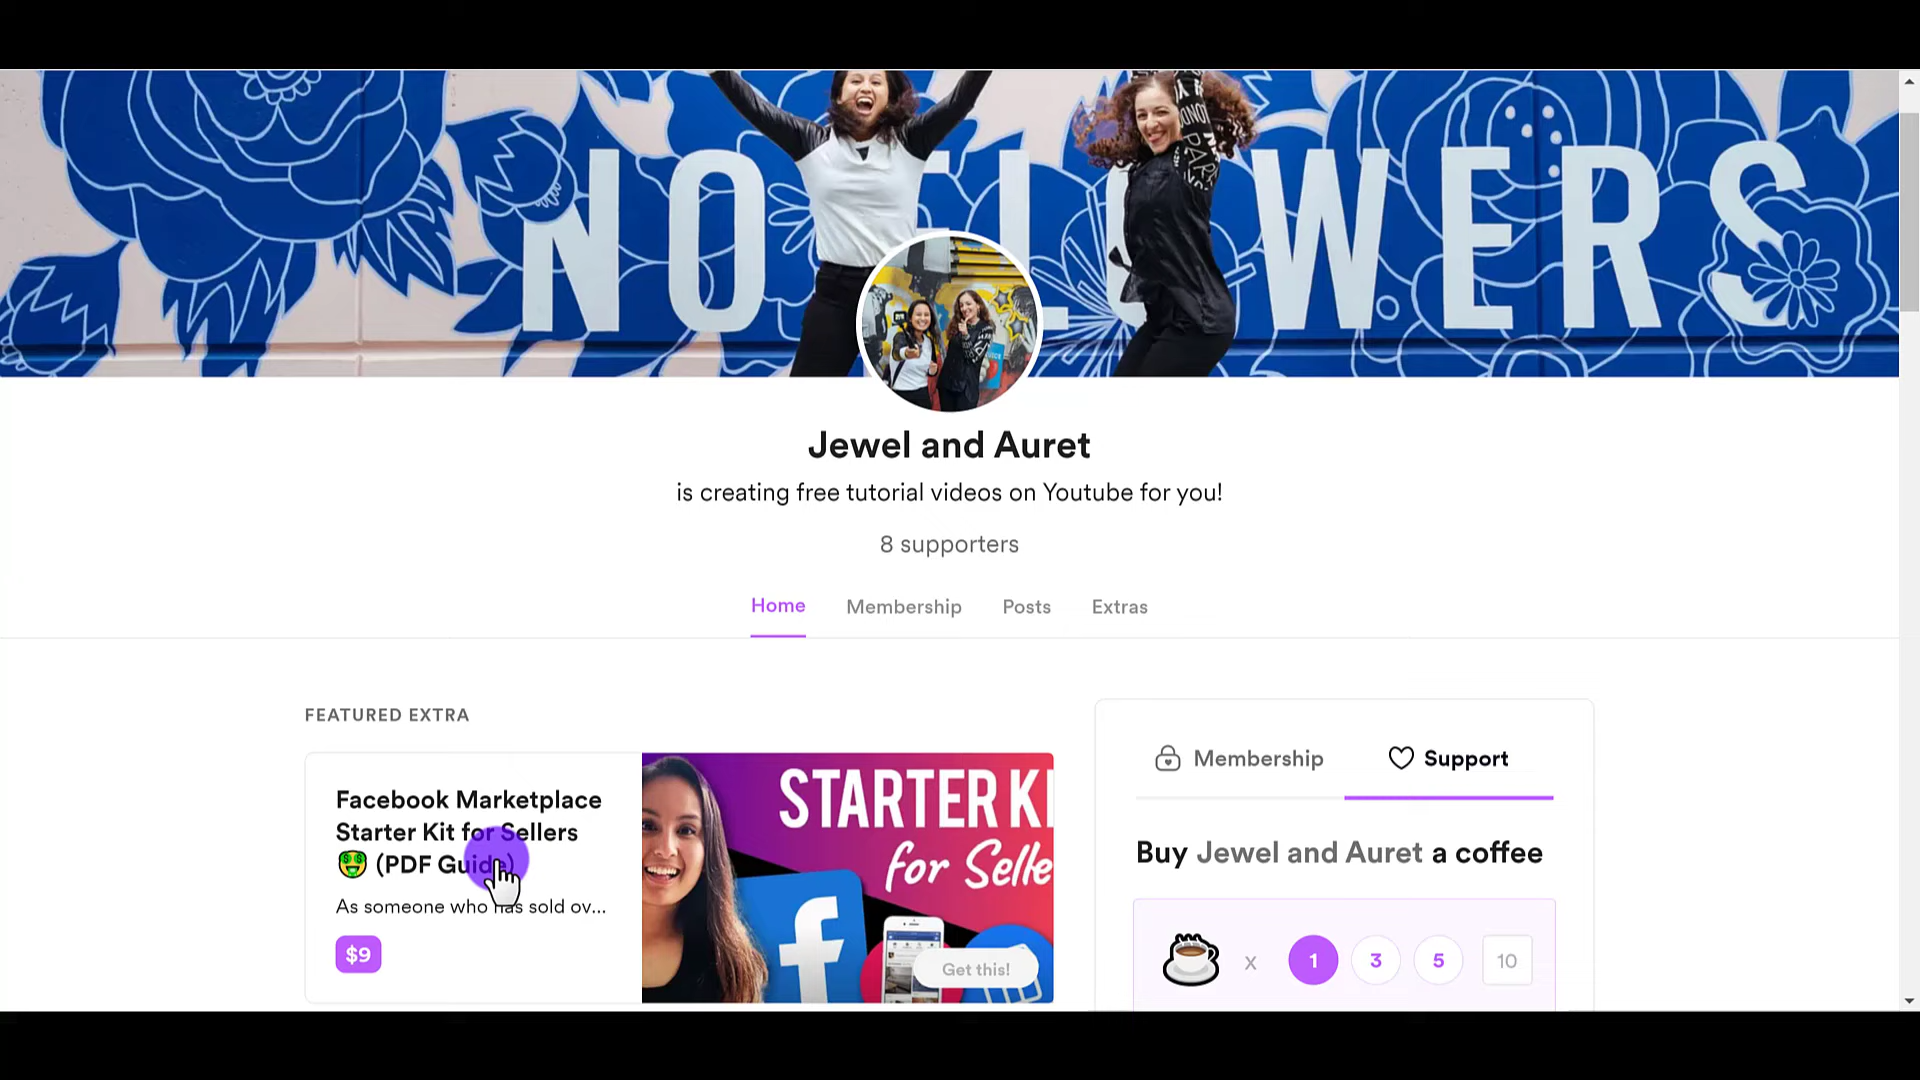 NO FLOWERS
Jewel and Auret
is creating free tutorial videos on Youtube for you!
8 supporters
Home Membership Posts Extras
FEATURED EXTRA
Facebook Marketplace
Starter Kit for Sellers
🤑 (PDF Guide)
As someone who has sold ov...
$9
STARTER KI
for Selle
Get this!
Membership Support
Buy Jewel and Auret a coffee
x 1 3 5 10